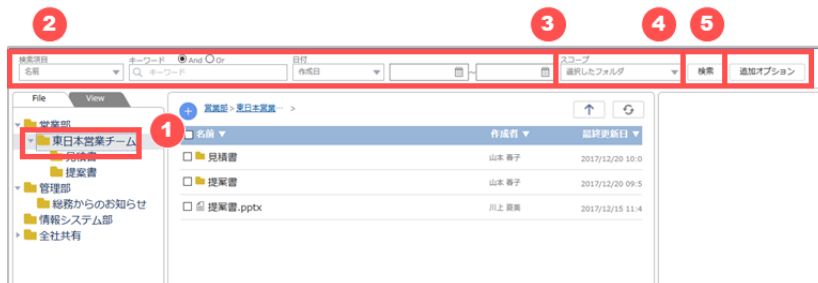 2
3
4
5
検索項目
キーワード And Or
日付
スコープ
名前
キーワード
作成日
~
選択したフォルダ
検索
追加オプション
File
View
営業部
1
東日本営業チーム
見積書
提案書
管理部
総務からのお知らせ
情報システム部
全社共有
営業部 > 東日本営業… >
名前 ▼
作成者 ▼
最終更新日 ▼
見積書
山本 春子
2017/12/20 10:0
提案書
山本 春子
2017/12/20 09:5
提案書.pptx
川上 夏美
2017/12/15 11:4